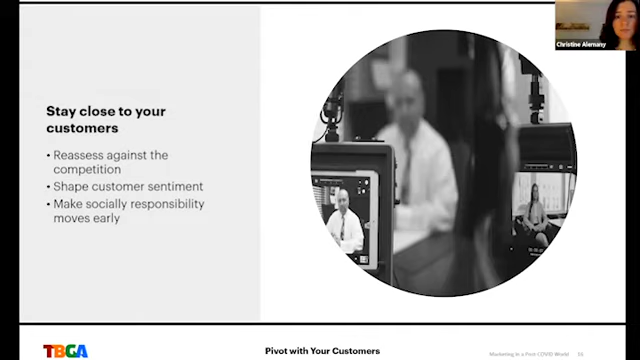 Christine Alemany
Stay close to your
customers
• Reassess against the
competition
• Shape customer sentiment
• Make socially responsibility
moves early
TBGA
Pivot with Your Customers
Marketing in a Post-COVID World